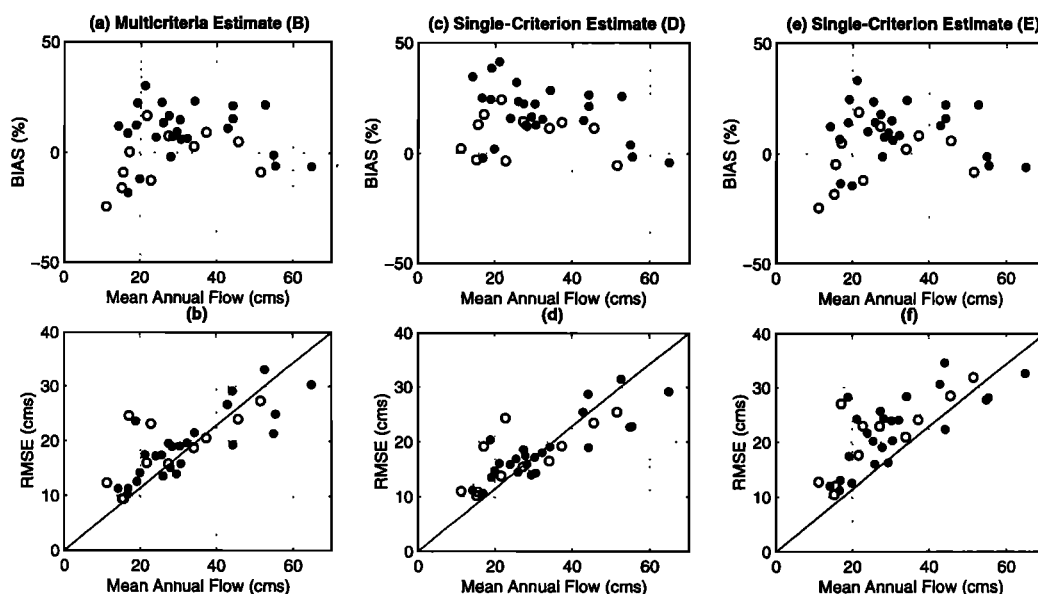 (a) Multicriteria Estimate (B)
50
0
−50
BIAS (%)
0
20
40
60
Mean Annual Flow (cms)
(c) Single-Criterion Estimate (D)
50
0
−50
BIAS (%)
0
20
40
60
Mean Annual Flow (cms)
(e) Single-Criterion Estimate (E)
50
0
−50
BIAS (%)
0
20
40
60
Mean Annual Flow (cms)
(b)
40
30
20
10
0
RMSE (cms)
0
20
40
60
Mean Annual Flow (cms)
(d)
40
30
20
10
0
RMSE (cms)
0
20
40
60
Mean Annual Flow (cms)
(f)
40
30
20
10
0
RMSE (cms)
0
20
40
60
Mean Annual Flow (cms)